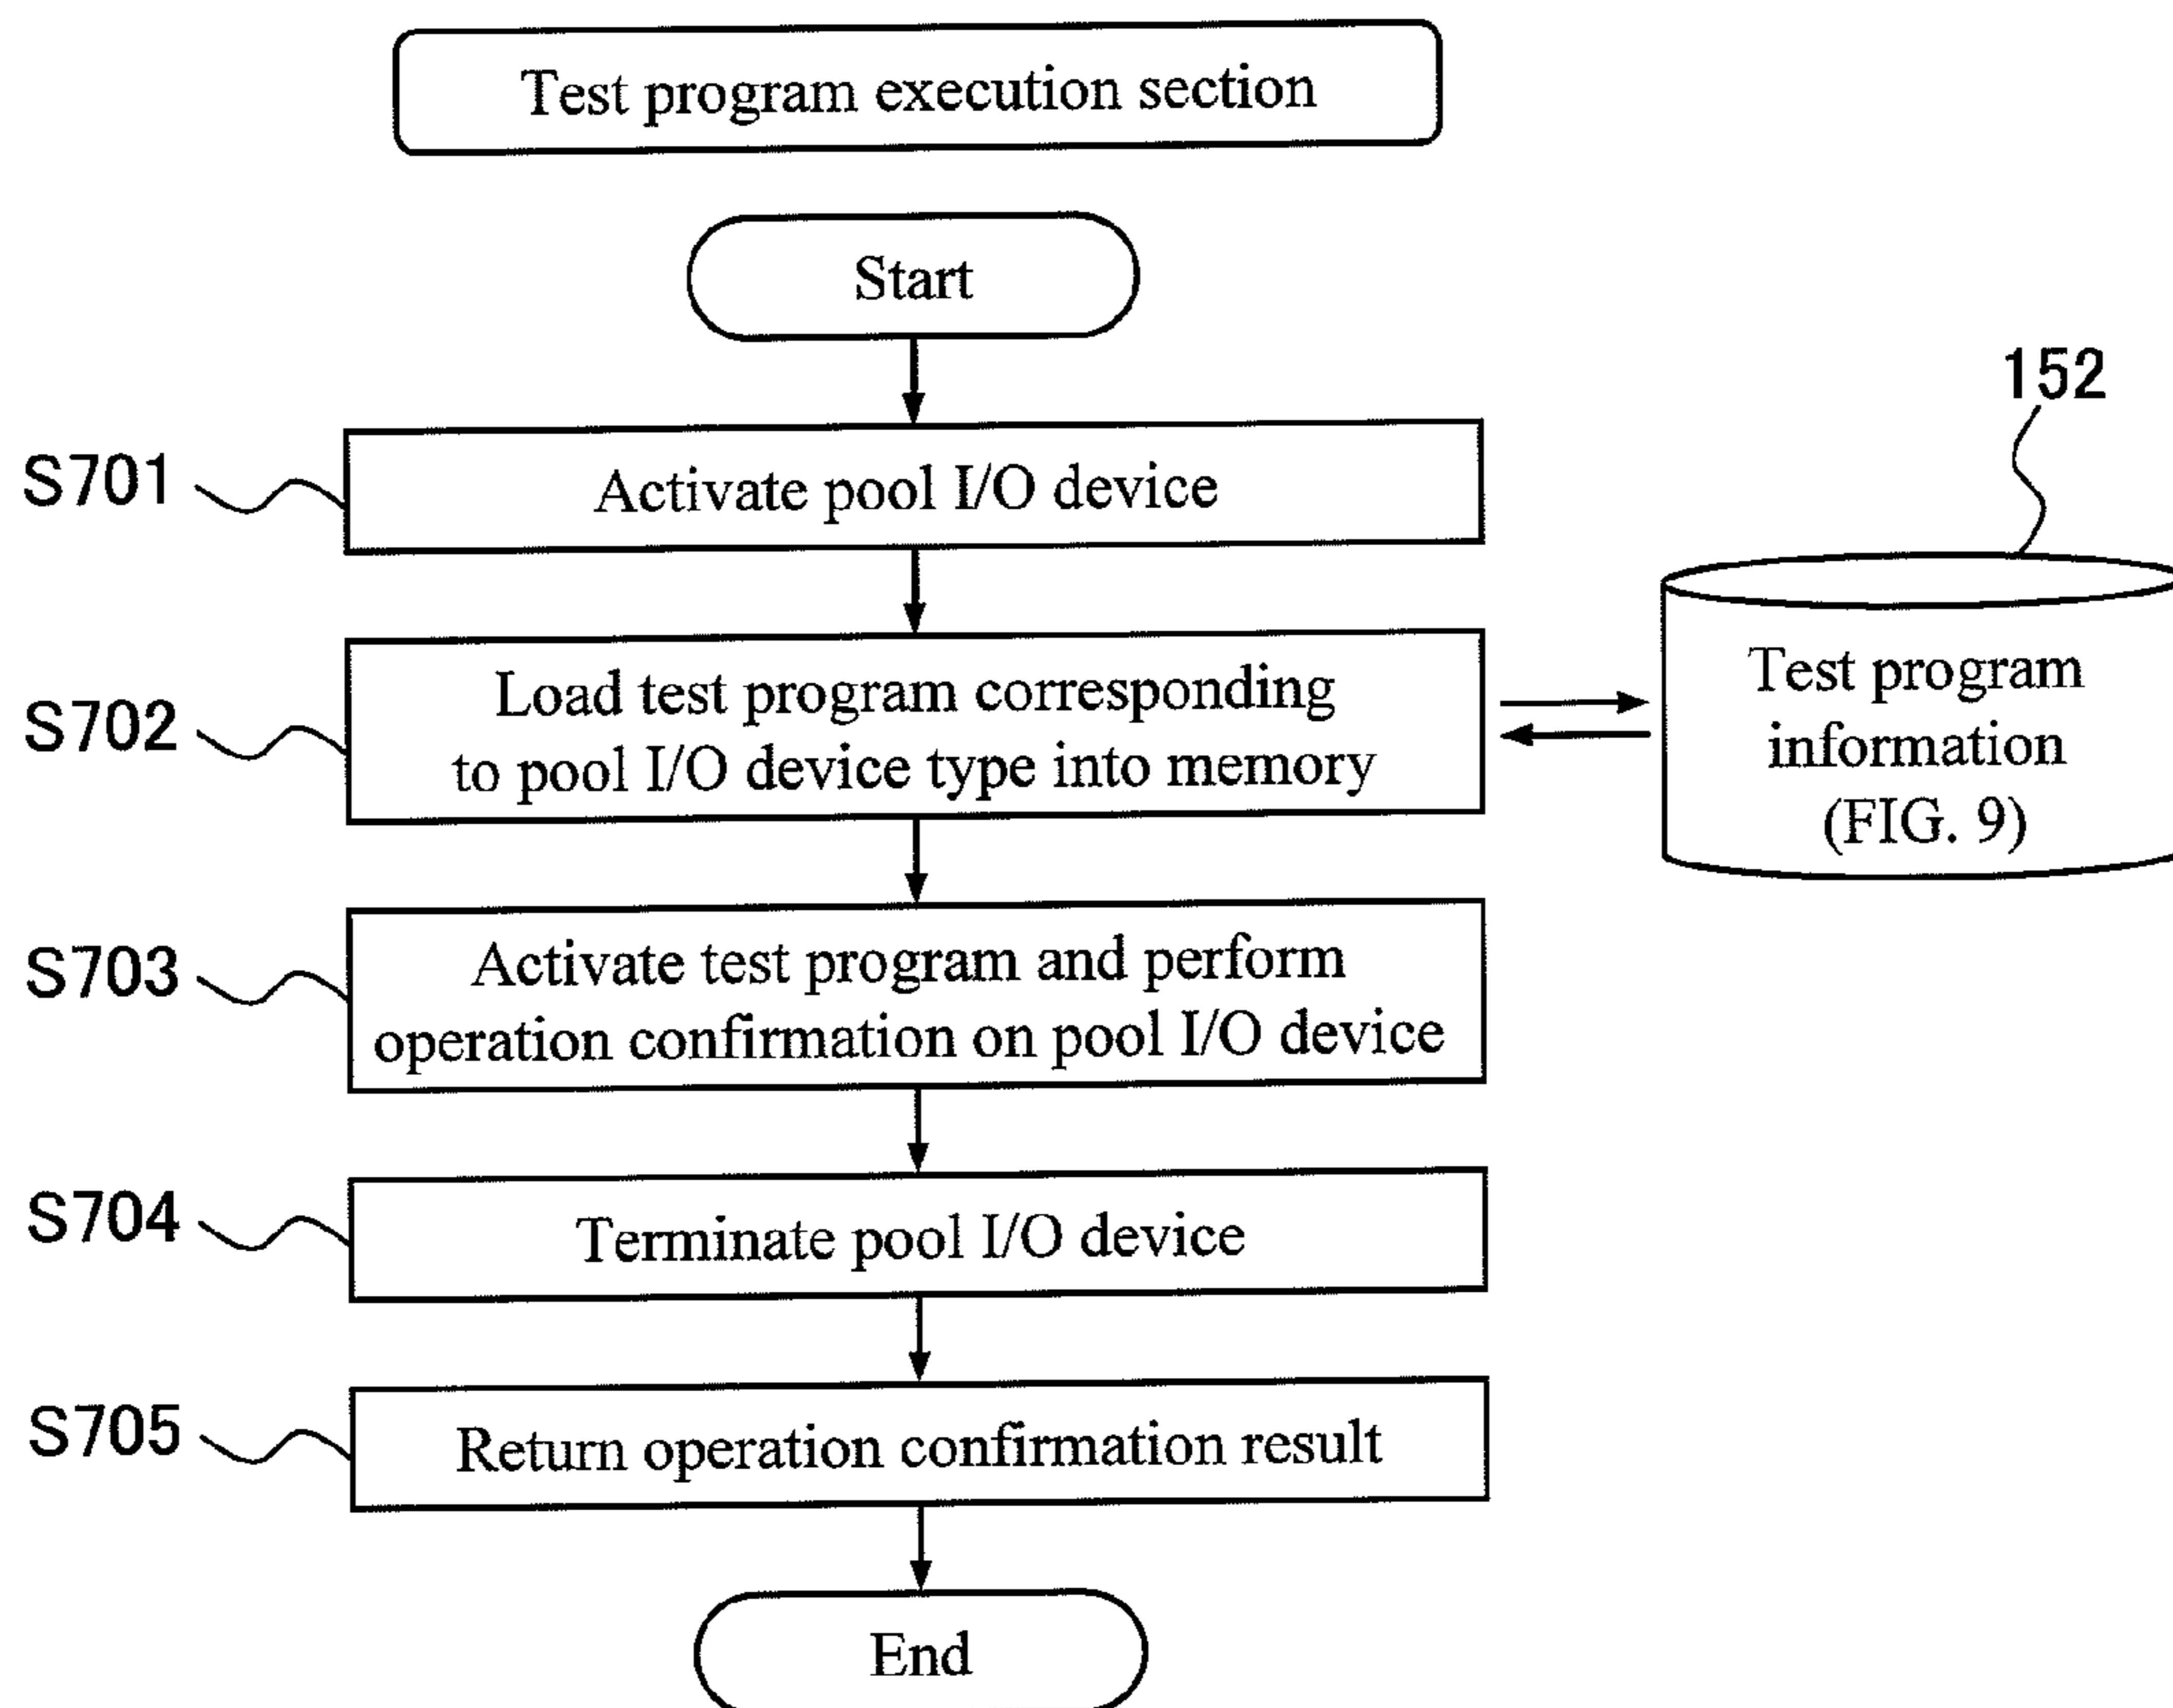 Test program execution section
Start
152
S701
Activate pool I/O device
S702
Load test program corresponding
to pool I/O device type into memory
Test program
information
(FIG. 9)
S703
Activate test program and perform
operation confirmation on pool I/O device
S704
Terminate pool I/O device
S705
Return operation confirmation result
End